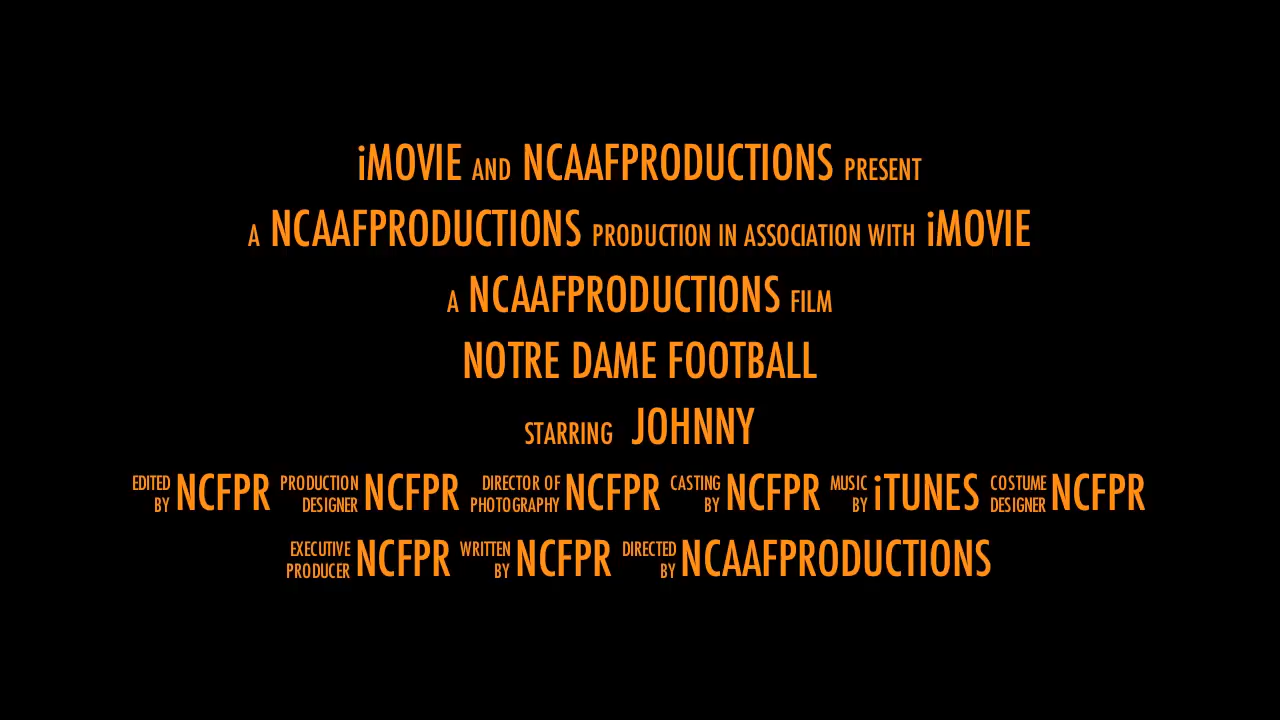 iMOVIE AND NCAAFPRODUCTIONS PRESENT
A NCAAFPRODUCTIONS PRODUCTION IN ASSOCIATION WITH iMOVIE
A NCAAFPRODUCTIONS FILM
NOTRE DAME FOOTBALL
STARRING JOHNNY
EDITED BY NCFPR PRODUCTION DESIGNER NCFPR DIRECTOR OF PHOTOGRAPHY NCFPR CASTING BY NCFPR MUSIC BY iTUNES COSTUME DESIGNER NCFPR
EXECUTIVE PRODUCER NCFPR WRITTEN BY NCFPR DIRECTED BY NCAAFPRODUCTIONS